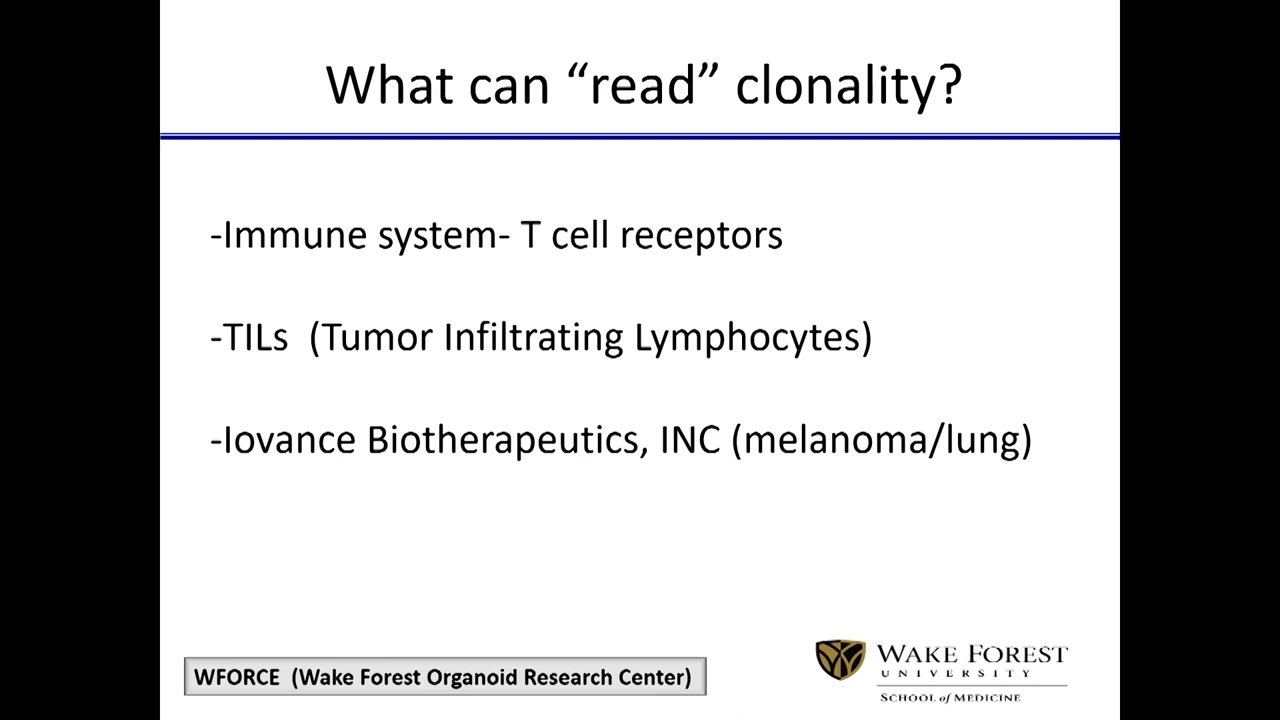 What can “read” clonality?
-Immune system- T cell receptors
-TILs  (Tumor Infiltrating Lymphocytes)
-Iovance Biotherapeutics, INC (melanoma/lung)
WFORCE  (Wake Forest Organoid Research Center)
WAKE FOREST
UNIVERSITY
SCHOOL of MEDICINE